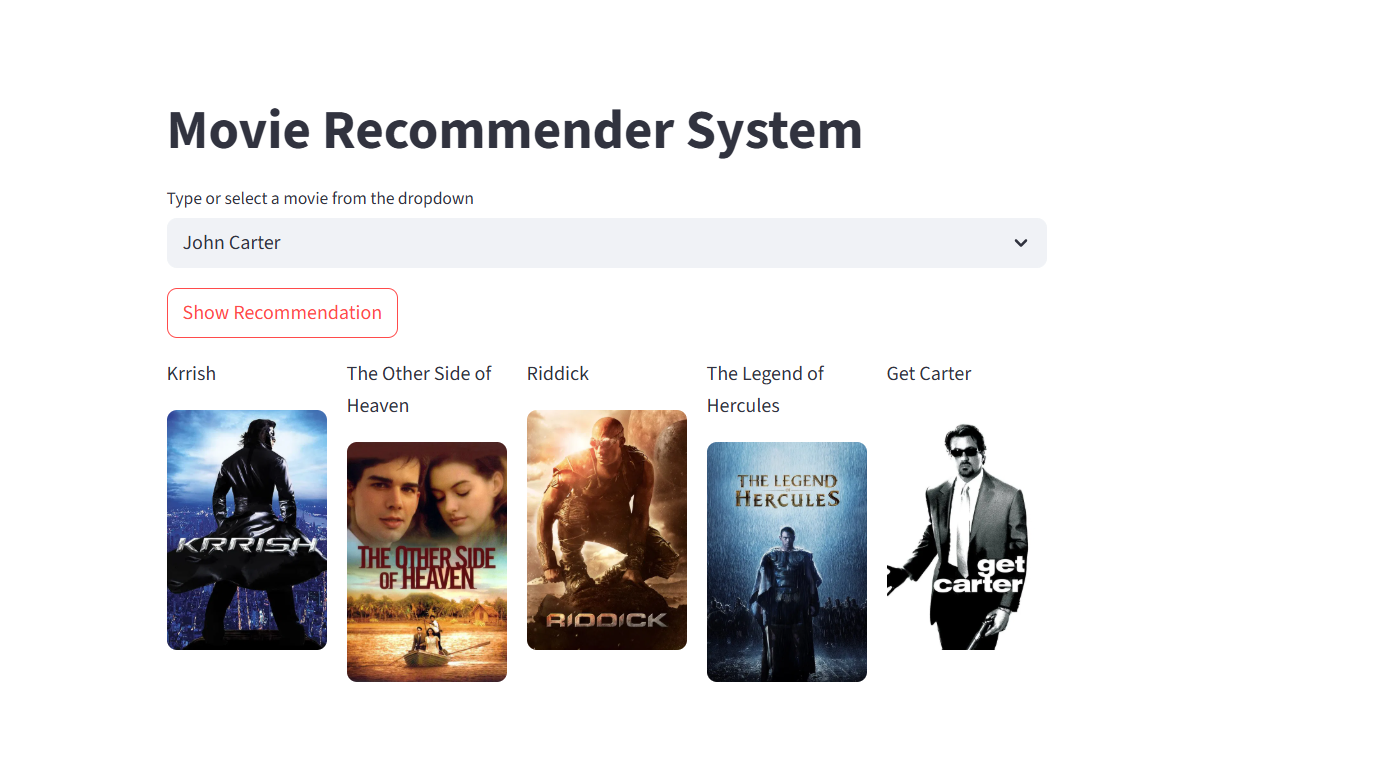 Movie Recommender System
Type or select a movie from the dropdown
John Carter
Show Recommendation
Krrish
The Other Side of
Heaven
Riddick
The Legend of
Hercules
Get Carter
KRRISH
THE OTHER SIDE
OF HEAVEN
RIDDICK
THE LEGEND
OF
HERCULES
get
carter